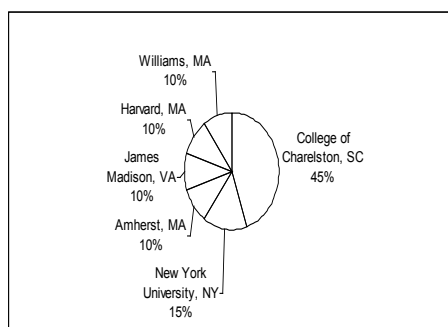 Williams, MA
10%
Harvard, MA
10%
James
Madison, VA
10%
Amherst, MA
10%
New York
University, NY
15%
College of
Charelston, SC
45%